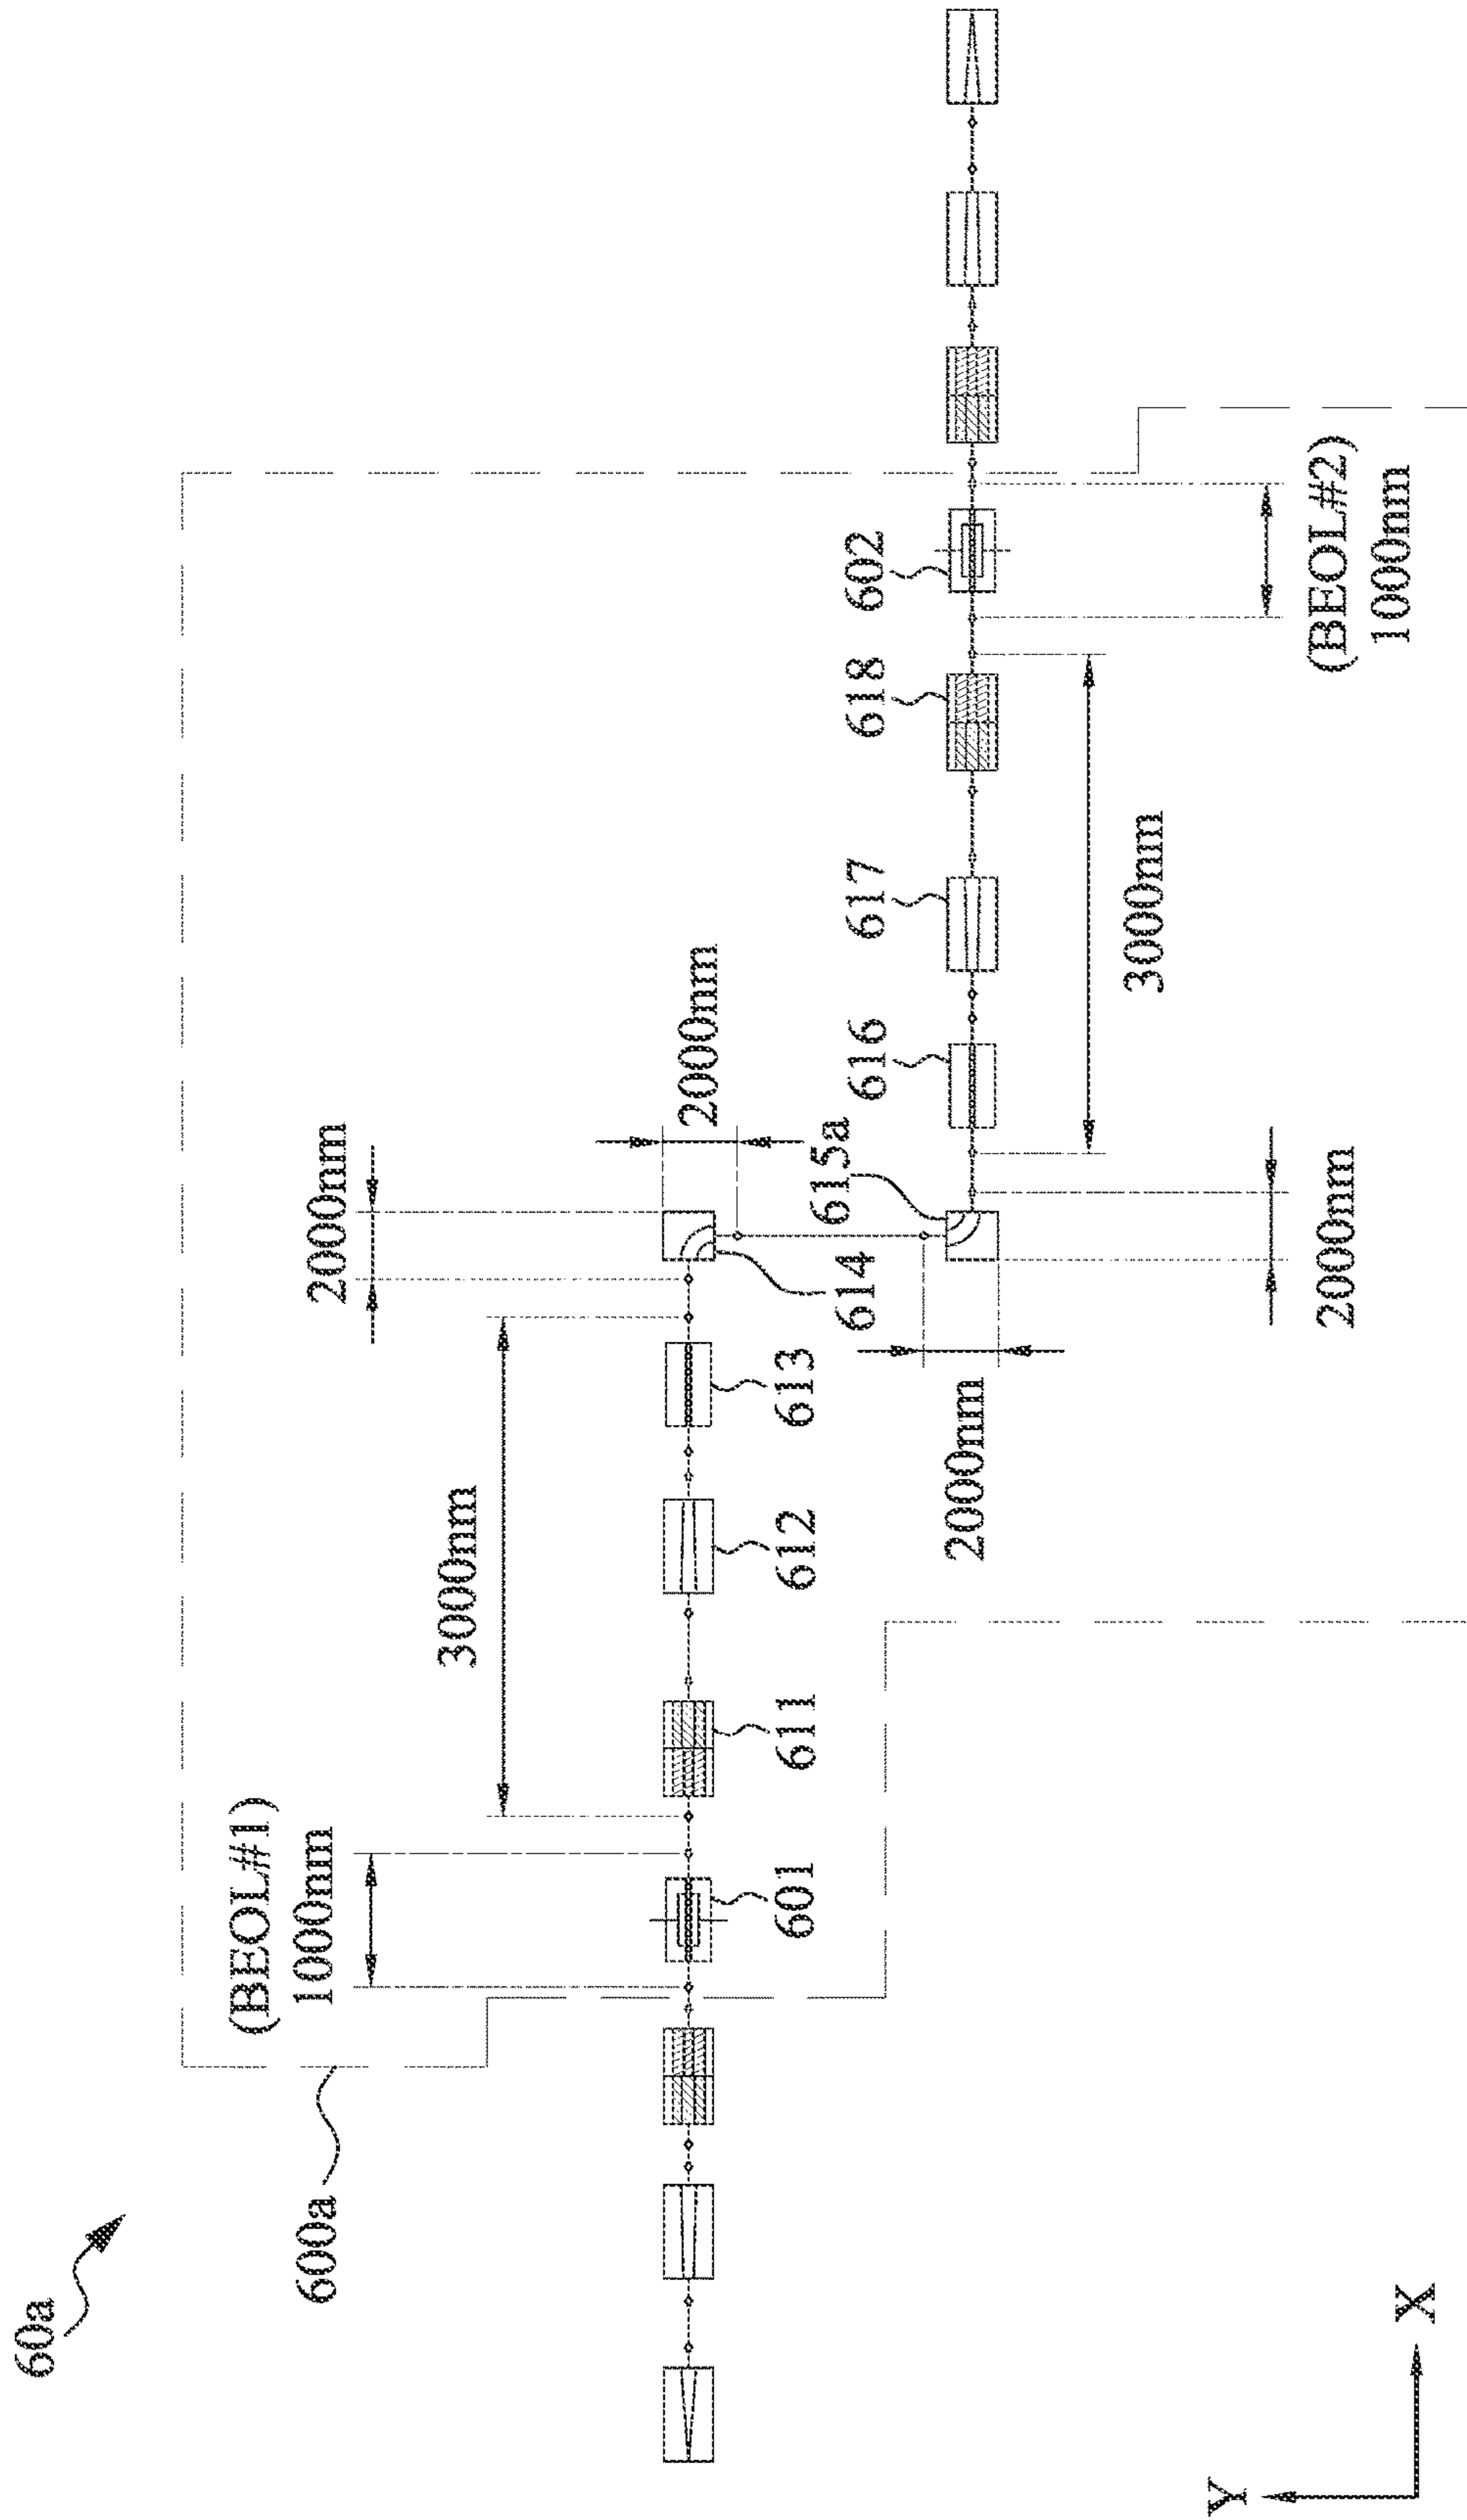 60a
(BEOL#1)
600a
1000nm
2000nm
3000nm
2000nm
601
611
612
613
615a
614
616
617
618
602
2000nm
3000nm
Y
2000nm
(BEOL#2)
1000nm
X